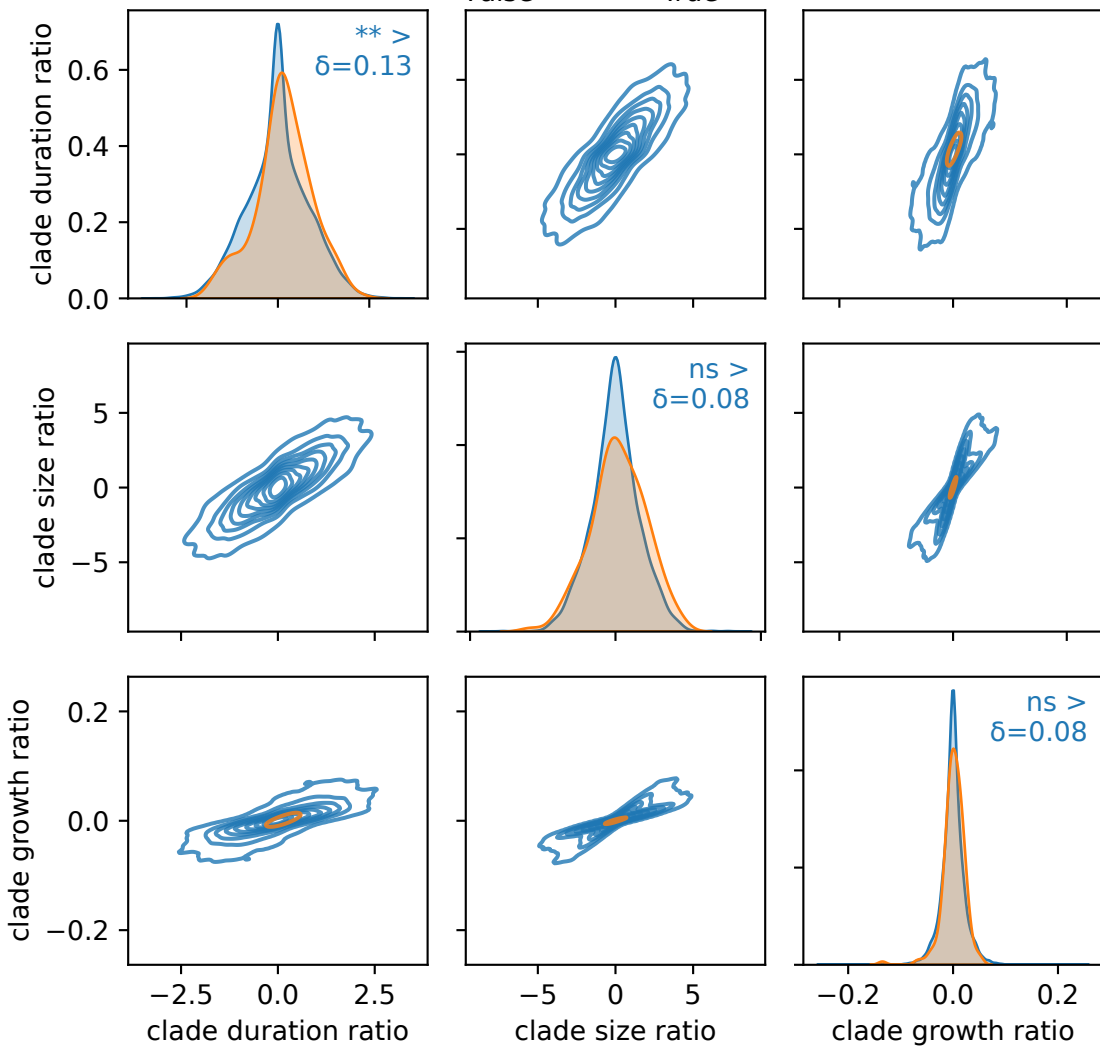 clade duration ratio
0.6
0.4
0.2
0.0
** >
δ=0.13
clade size ratio
5
0
−5
ns >
δ=0.08
clade growth ratio
0.2
0.0
−0.2
ns >
δ=0.08
−2.5 0.0 2.5
−5 0 5
−0.2 0.0 0.2
clade duration ratio
clade size ratio
clade growth ratio